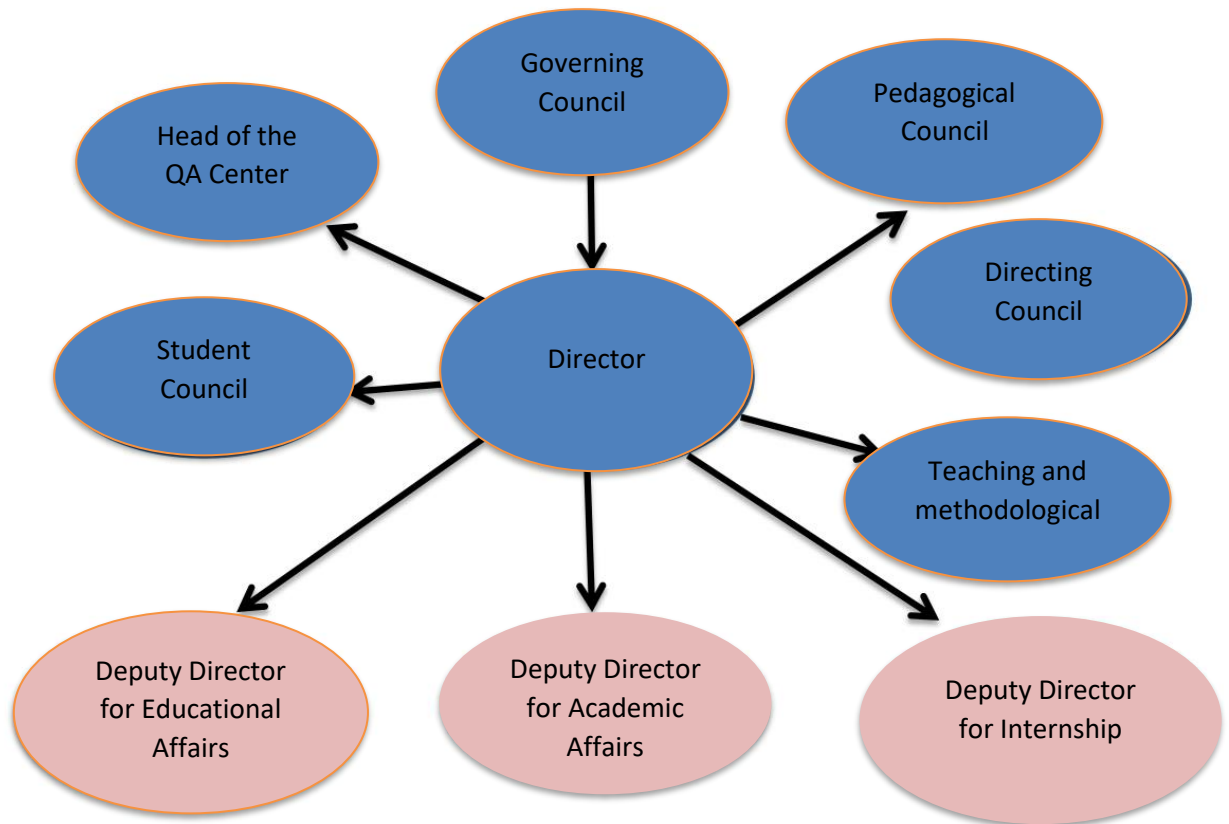 Governing
Council
Pedagogical
Council
Head of the
QA Center
Directing
Council
Director
Student
Council
Teaching and
methodological
Deputy Director
for Educational
Affairs
Deputy Director
for Academic
Affairs
Deputy Director
for Internship